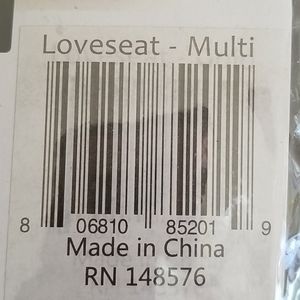 Loveseat - Multi
8 06810 85201 9
Made in China
RN 148576